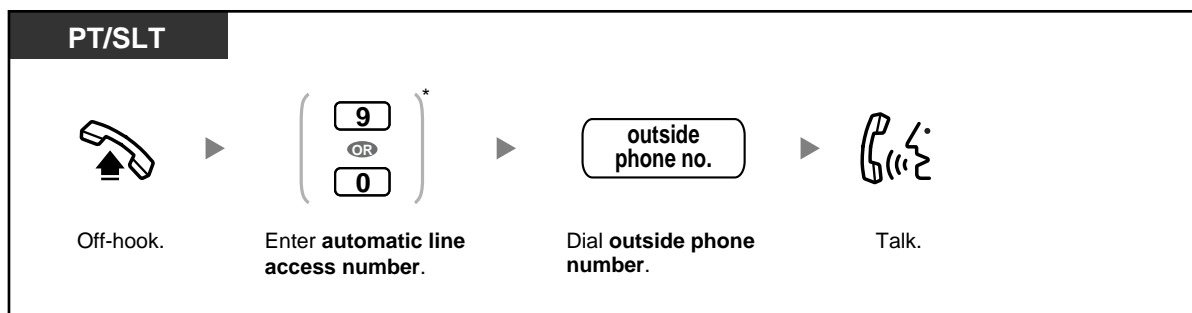 PT/SLT
9
*
OR
0
outside
phone no.
Off-hook.
Enter automatic line
access number.
Dial outside phone
number.
Talk.